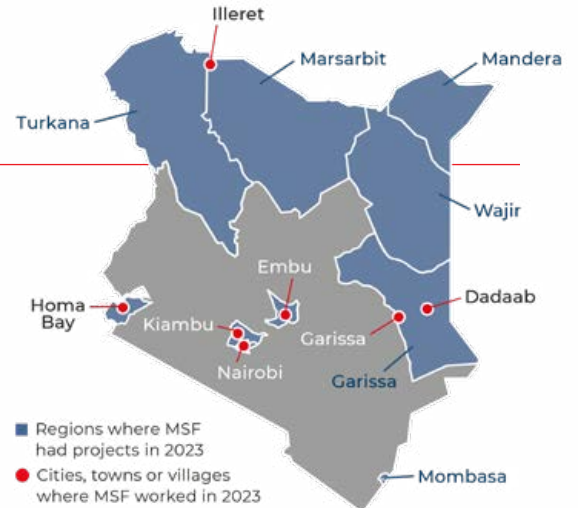 Illeret
Marsarbit
Mandera
Turkana
Wajir
Embu
Homa
Bay
Kiambu
Dadaab
Garissa
Nairobi
Garissa
Regions where MSF
had projects in 2023
Mombasa
Cities, towns or villages
where MSF worked in 2023